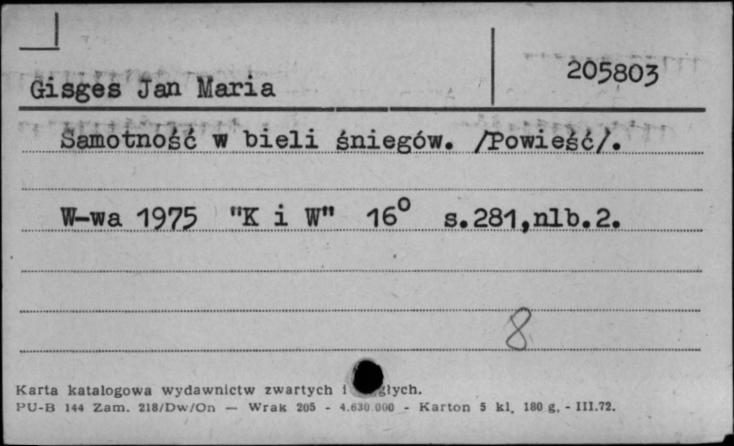 205803
Gisges Jan Maria
Samotność w bieli śniegów. /Powieść/.
W-wa 1975 "K i W" 16° s.281,nlb.2.
8
Karta katalogowa wydawnictw zwartych i
PU-B 144 Zam. 218/Dw/On — Wrak 205 - 4.630.000 - Karton 5 kl. 180 g. - III.72.